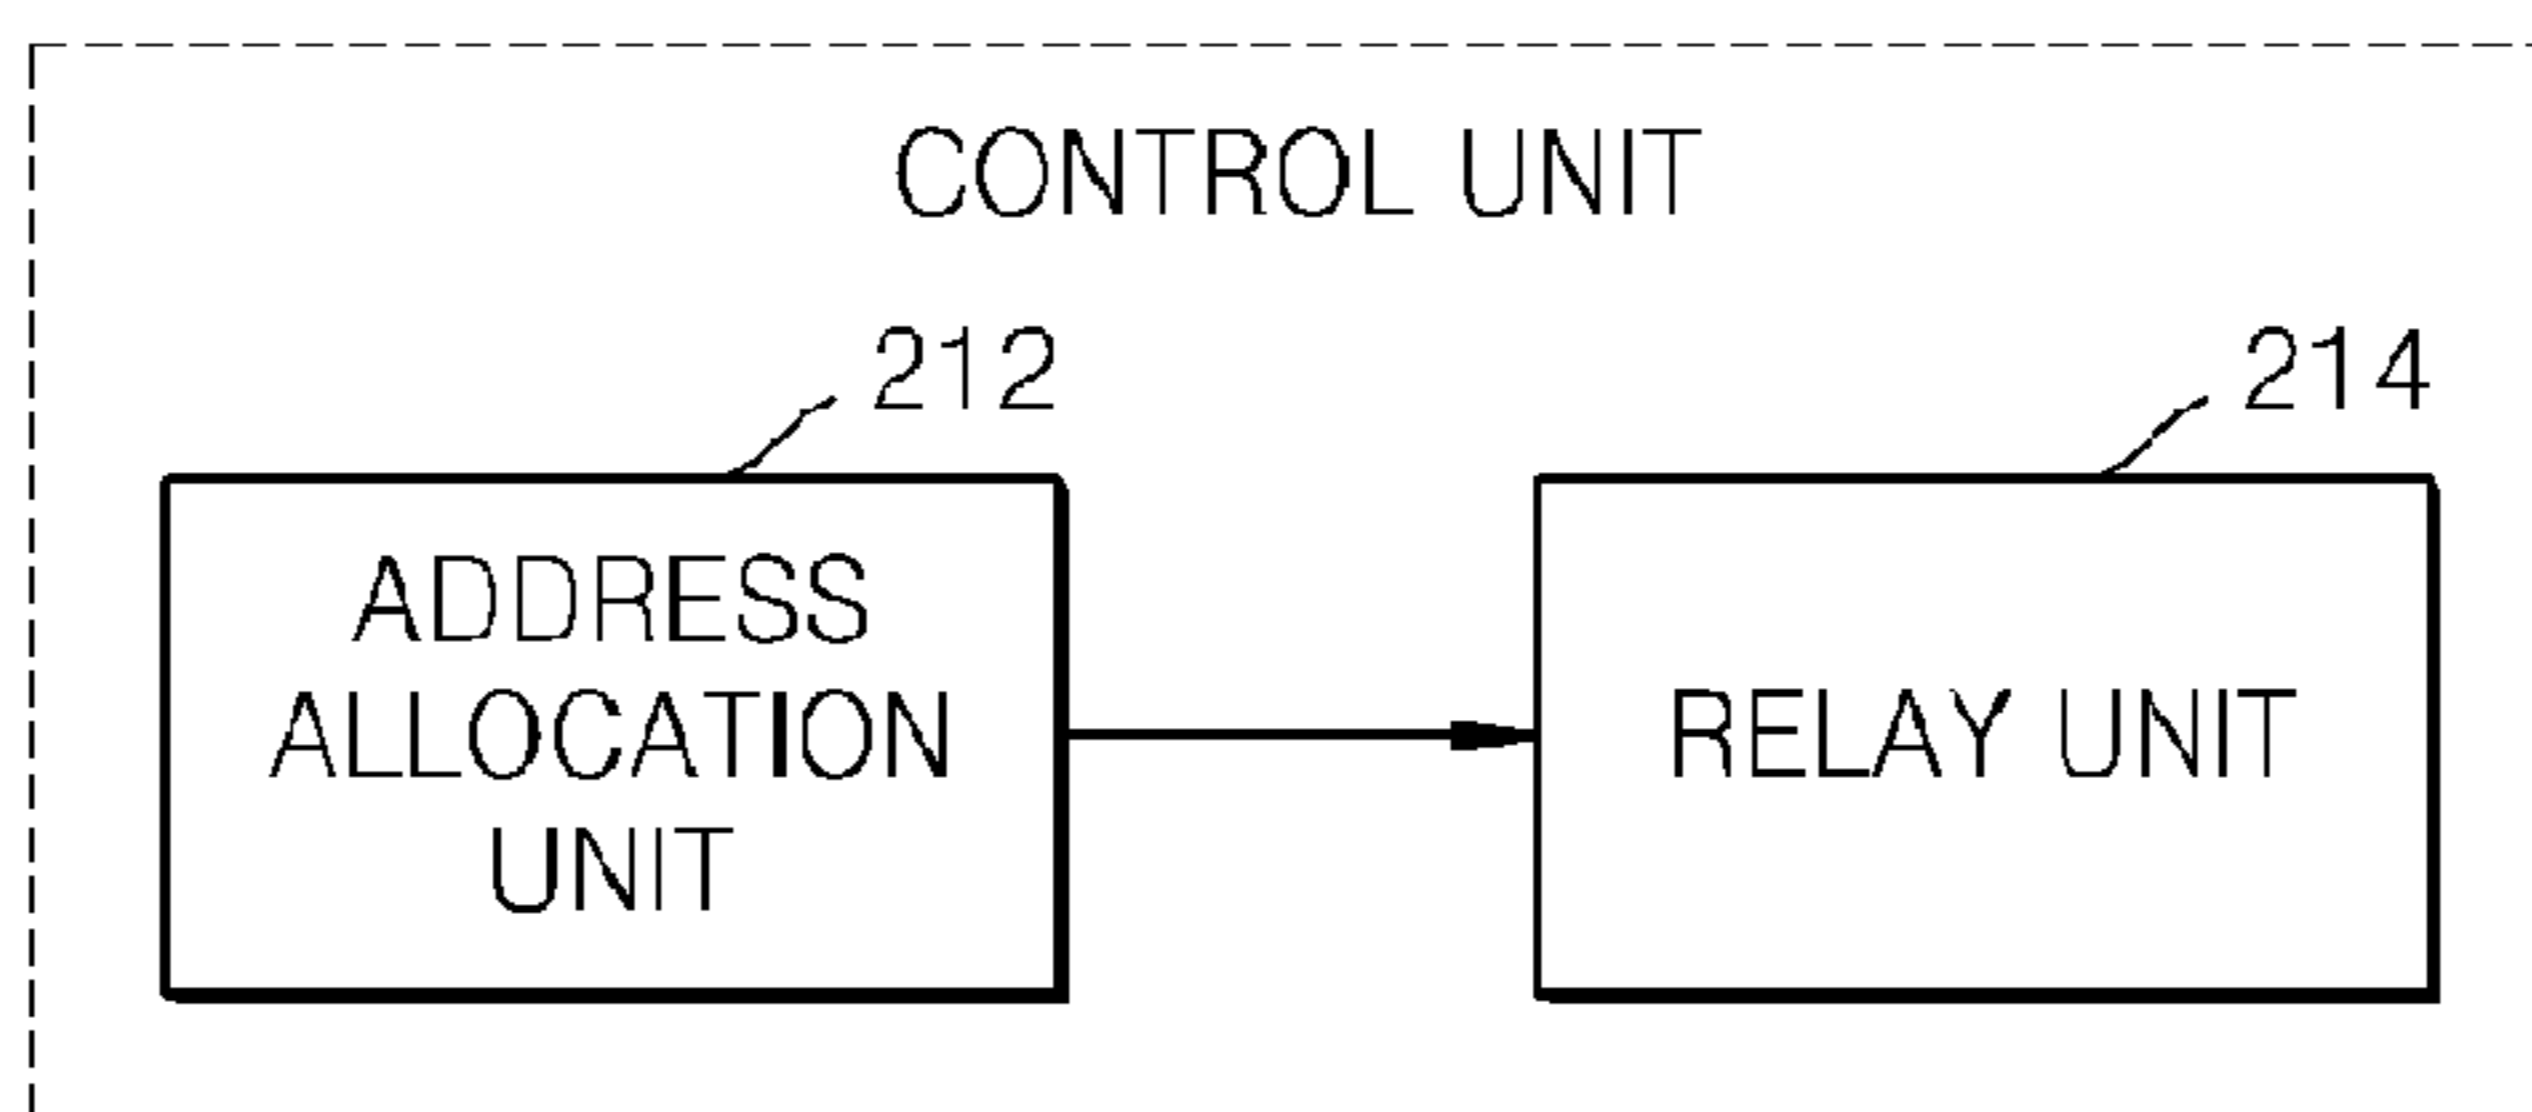 CONTROL UNIT
212
214
ADDRESS
ALLOCATION
UNIT
RELAY UNIT